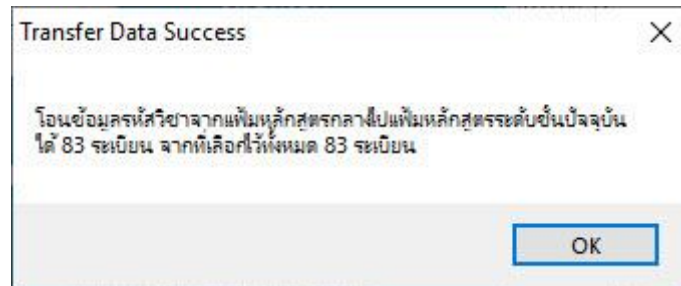 Transfer Data Success
โอนข้อมูลรหัสวิชาจากแฟ้มหลักสูตรกลางไปแฟ้มหลักสูตรระดับชั้นปัจจุบัน
ได้ 83 ระเบียน จากที่เลือกไว้ทั้งหมด 83 ระเบียน
OK